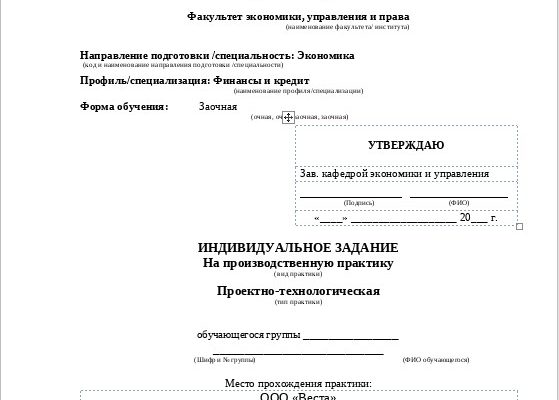 Факультет экономики, управления и права
(наименование факультета/ института)
Направление подготовки /специальность: Экономика
(код и наименование направления подготовки /специальности)
Профиль/специализация: Финансы и кредит
(наименование профиля/специализации)
Форма обучения: Заочная
(очная, заочная, заочная)
УТВЕРЖДАЮ
Зав. кафедрой экономики и управления
(Подпись) (ФИО)
«____» ____________________ 20___ г.
ИНДИВИДУАЛЬНОЕ ЗАДАНИЕ
На производственную практику
(вид практики)
Проектно-технологическая
(тип практики)
обучающегося группы __________________
(Шифр и № группы) (ФИО обучающегося)
Место прохождения практики:
ООО «Веста»